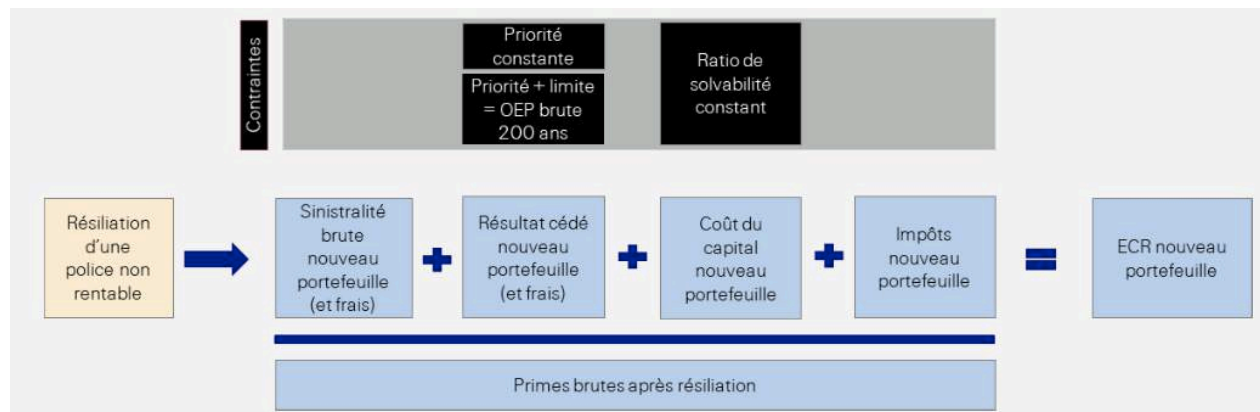 Contraintes
Priorité
constante
Priorité + limite
= OEP brute
200 ans
Ratio de
solvabilité
constant
Résiliation
d'une
police non
rentable
Sinistralité
brute
nouveau
portefeuille
(et frais)
Résultat cédé
nouveau
portefeuille
(et frais)
Coût du
capital
nouveau
portefeuille
Impôts
nouveau
portefeuille
ECR nouveau
portefeuille
Primes brutes après résiliation